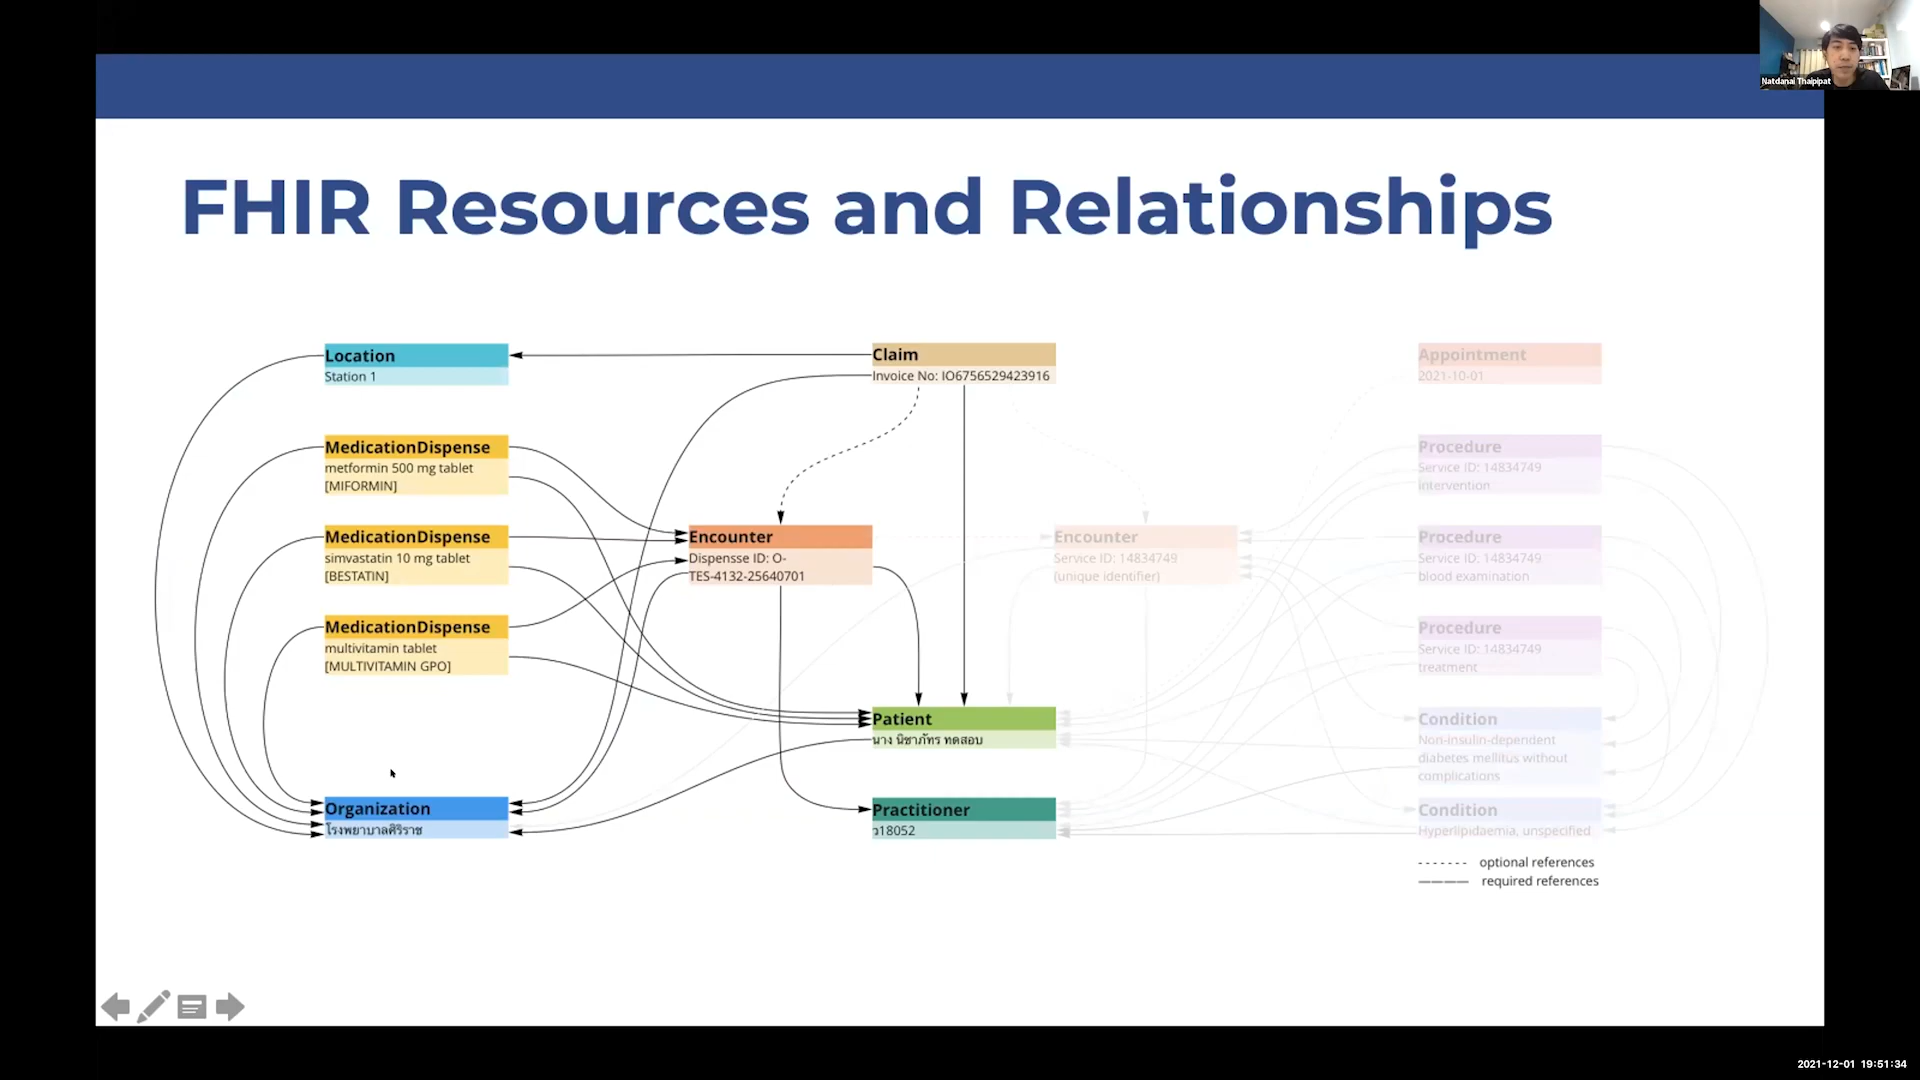 Natdanai Thaipipat
FHIR Resources and Relationships
Location
Station 1
Claim
Invoice No: IO6756529423916
Appointment
2021-10-01
MedicationDispense
metformin 500 mg tablet
[MIFORMIN]
Procedure
Service ID: 14834749
intervention
MedicationDispense
simvastatin 10 mg tablet
[BESTATIN]
Encounter
Dispensse ID: O-
TES-4132-25640701
Encounter
Service ID: 14834749
(unique identifier)
Procedure
Service ID: 14834749
blood examination
MedicationDispense
multivitamin tablet
[MULTIVITAMIN GPO]
Procedure
Service ID: 14834749
treatment
Patient
นาง นิชาภัทร ทดสอบ
Condition
Non-insulin-dependent
diabetes mellitus without
complications
Organization
โรงพยาบาลศิริราช
Practitioner
ว18052
Condition
Hyperlipidaemia, unspecified
optional references
required references
2021-12-01 19:51:34